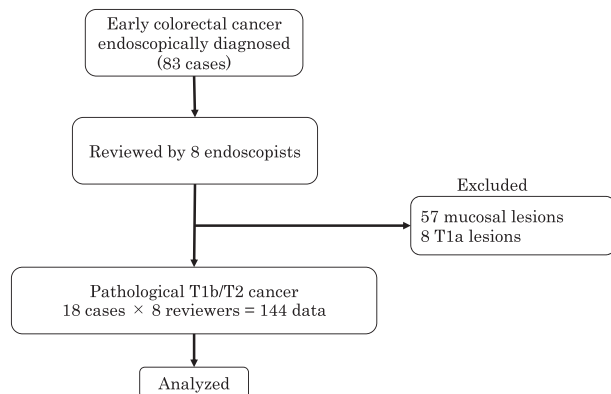 Early colorectal cancer
endoscopically diagnosed
(83 cases)
Reviewed by 8 endoscopists
Excluded
57 mucosal lesions
8 T1a lesions
Pathological T1b/T2 cancer
18 cases × 8 reviewers = 144 data
Analyzed